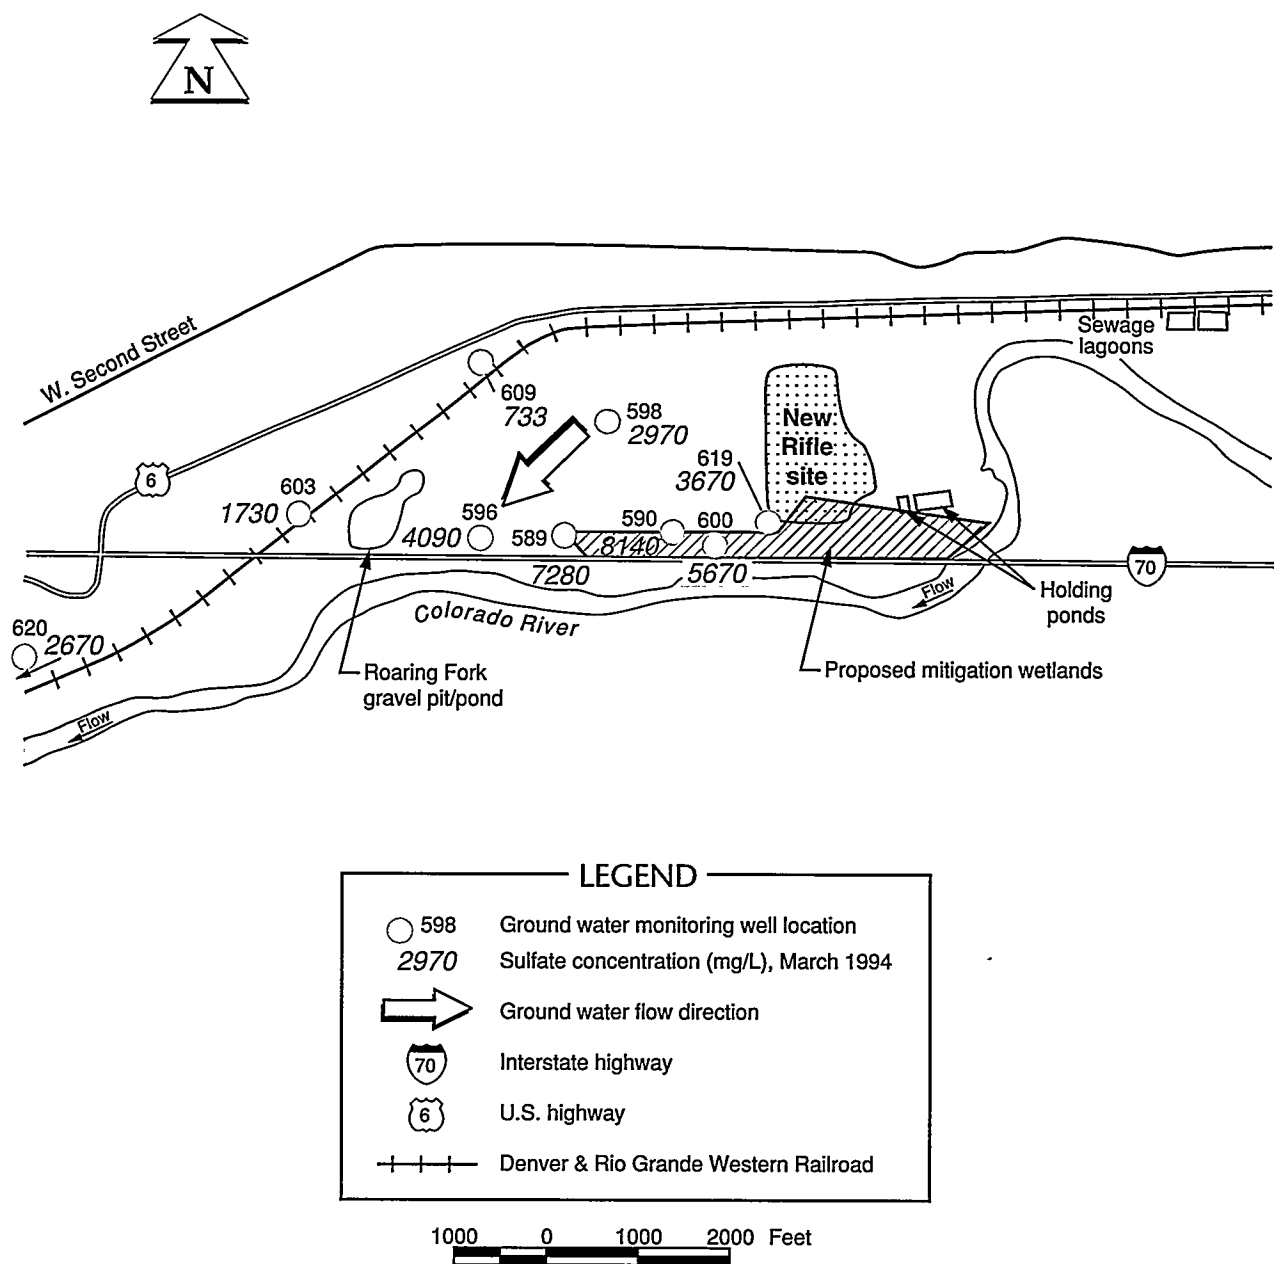 N
W. Second Street
Sewage
lagoons
609
733
598
2970
New
Rifle
site
619
3670
6
603
1730
596
4090
589
590
600
8140
7280
5670
70
Flow
Holding
ponds
Colorado River
620
2670
Roaring Fork
gravel pit/pond
Proposed mitigation wetlands
Flow
LEGEND
598 Ground water monitoring well location
2970 Sulfate concentration (mg/L), March 1994
Ground water flow direction
70 Interstate highway
6 U.S. highway
Denver & Rio Grande Western Railroad
1000 0 1000 2000 Feet